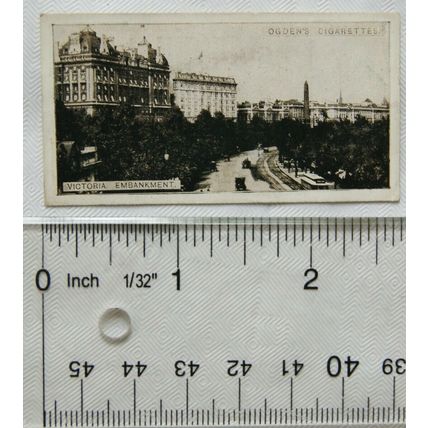 OGDEN'S CIGARETTES
VICTORIA EMBANKMENT.
0 Inch 1/32" 1 2
45 44 43 42 41 40 39